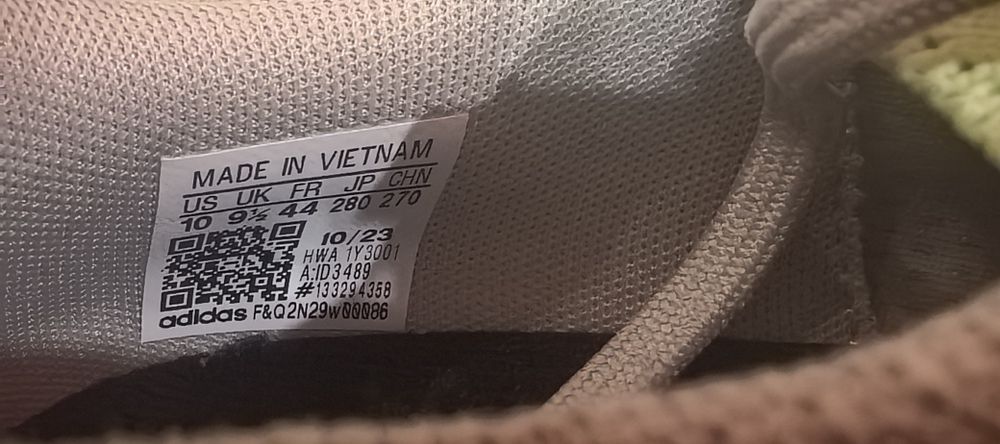 MADE IN VIETNAM
US UK FR JP CHN
10 9½ 44 280 270
10/23
HWA 1Y3001
A:ID3489
#133294358
adidas F&Q2N29w00086